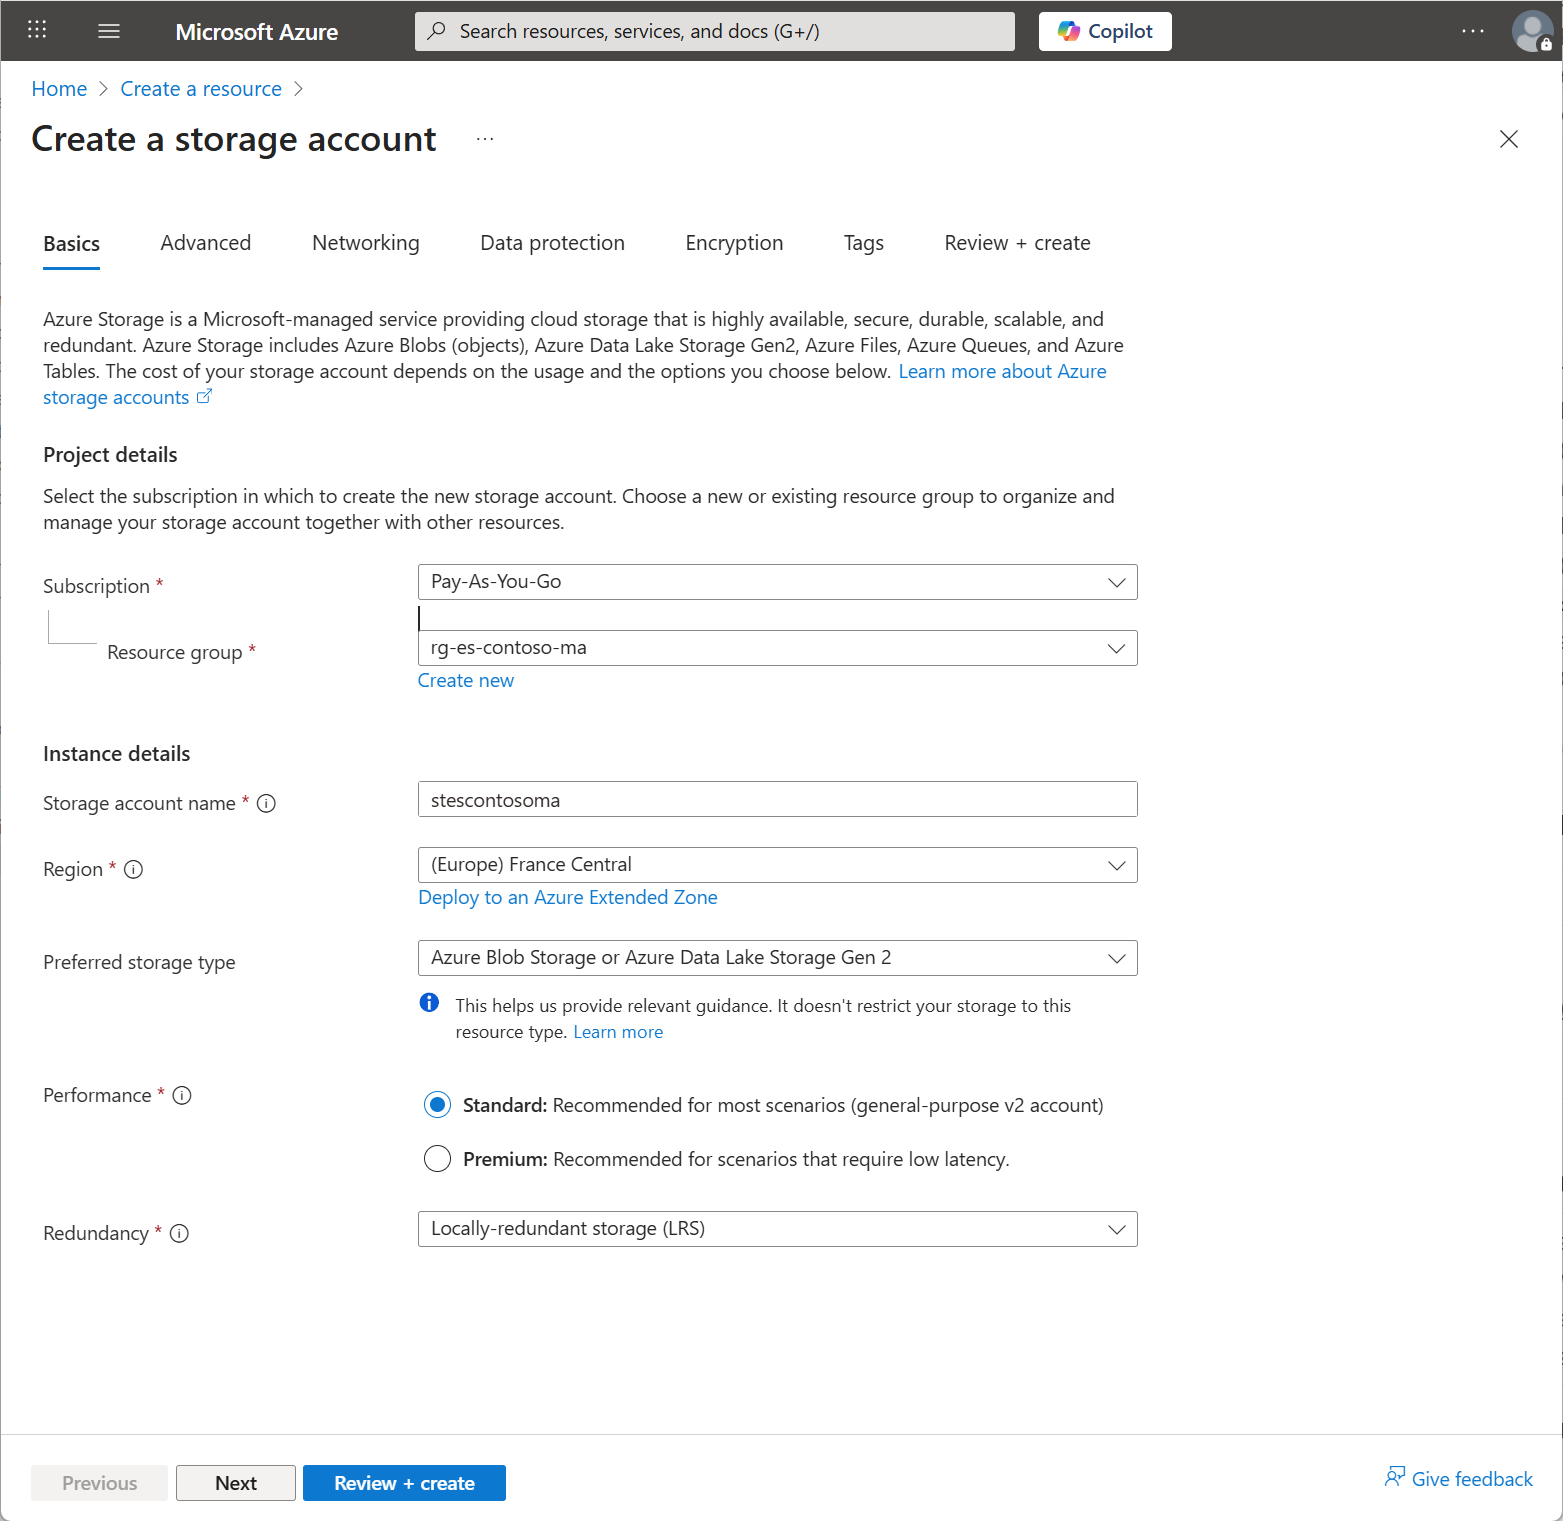 Microsoft Azure
Search resources, services, and docs (G+/)
Copilot
Home > Create a resource >
Create a storage account ...
Basics Advanced Networking Data protection Encryption Tags Review + create
Azure Storage is a Microsoft-managed service providing cloud storage that is highly available, secure, durable, scalable, and
redundant. Azure Storage includes Azure Blobs (objects), Azure Data Lake Storage Gen2, Azure Files, Azure Queues, and Azure
Tables. The cost of your storage account depends on the usage and the options you choose below. Learn more about Azure
storage accounts
Project details
Select the subscription in which to create the new storage account. Choose a new or existing resource group to organize and
manage your storage account together with other resources.
Subscription *
Pay-As-You-Go
Resource group *
rg-es-contoso-ma
Create new
Instance details
Storage account name *
stescontosoma
Region *
(Europe) France Central
Deploy to an Azure Extended Zone
Preferred storage type
Azure Blob Storage or Azure Data Lake Storage Gen 2
This helps us provide relevant guidance. It doesn't restrict your storage to this
resource type. Learn more
Performance *
Standard: Recommended for most scenarios (general-purpose v2 account)
Premium: Recommended for scenarios that require low latency.
Redundancy *
Locally-redundant storage (LRS)
Previous
Next
Review + create
Give feedback